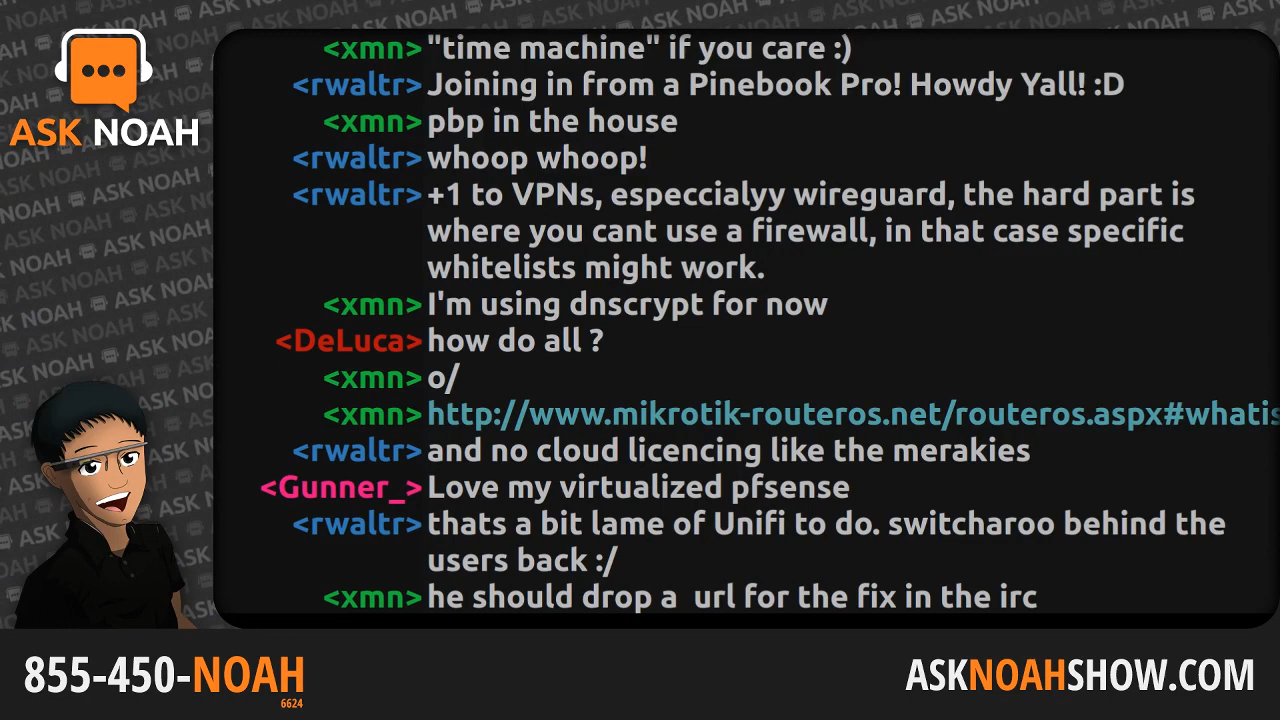 ASK NOAH
<xmn> "time machine" if you care :)
<rwaltr> Joining in from a Pinebook Pro! Howdy Yall! :D
<xmn> pbp in the house
<rwaltr> whoop whoop!
<rwaltr> +1 to VPNs, especcialyy wireguard, the hard part is
where you cant use a firewall, in that case specific
whitelists might work.
<xmn> I'm using dnscrypt for now
<DeLuca> how do all ?
<xmn> o/
<xmn> http://www.mikrotik-routeros.net/routeros.aspx#whatis
<rwaltr> and no cloud licencing like the merakies
<Gunner_> Love my virtualized pfsense
<rwaltr> thats a bit lame of Unifi to do. switcharoo behind the
users back :/
<xmn> he should drop a  url for the fix in the irc
855-450-NOAH
6624
ASKNOAHSHOW.COM